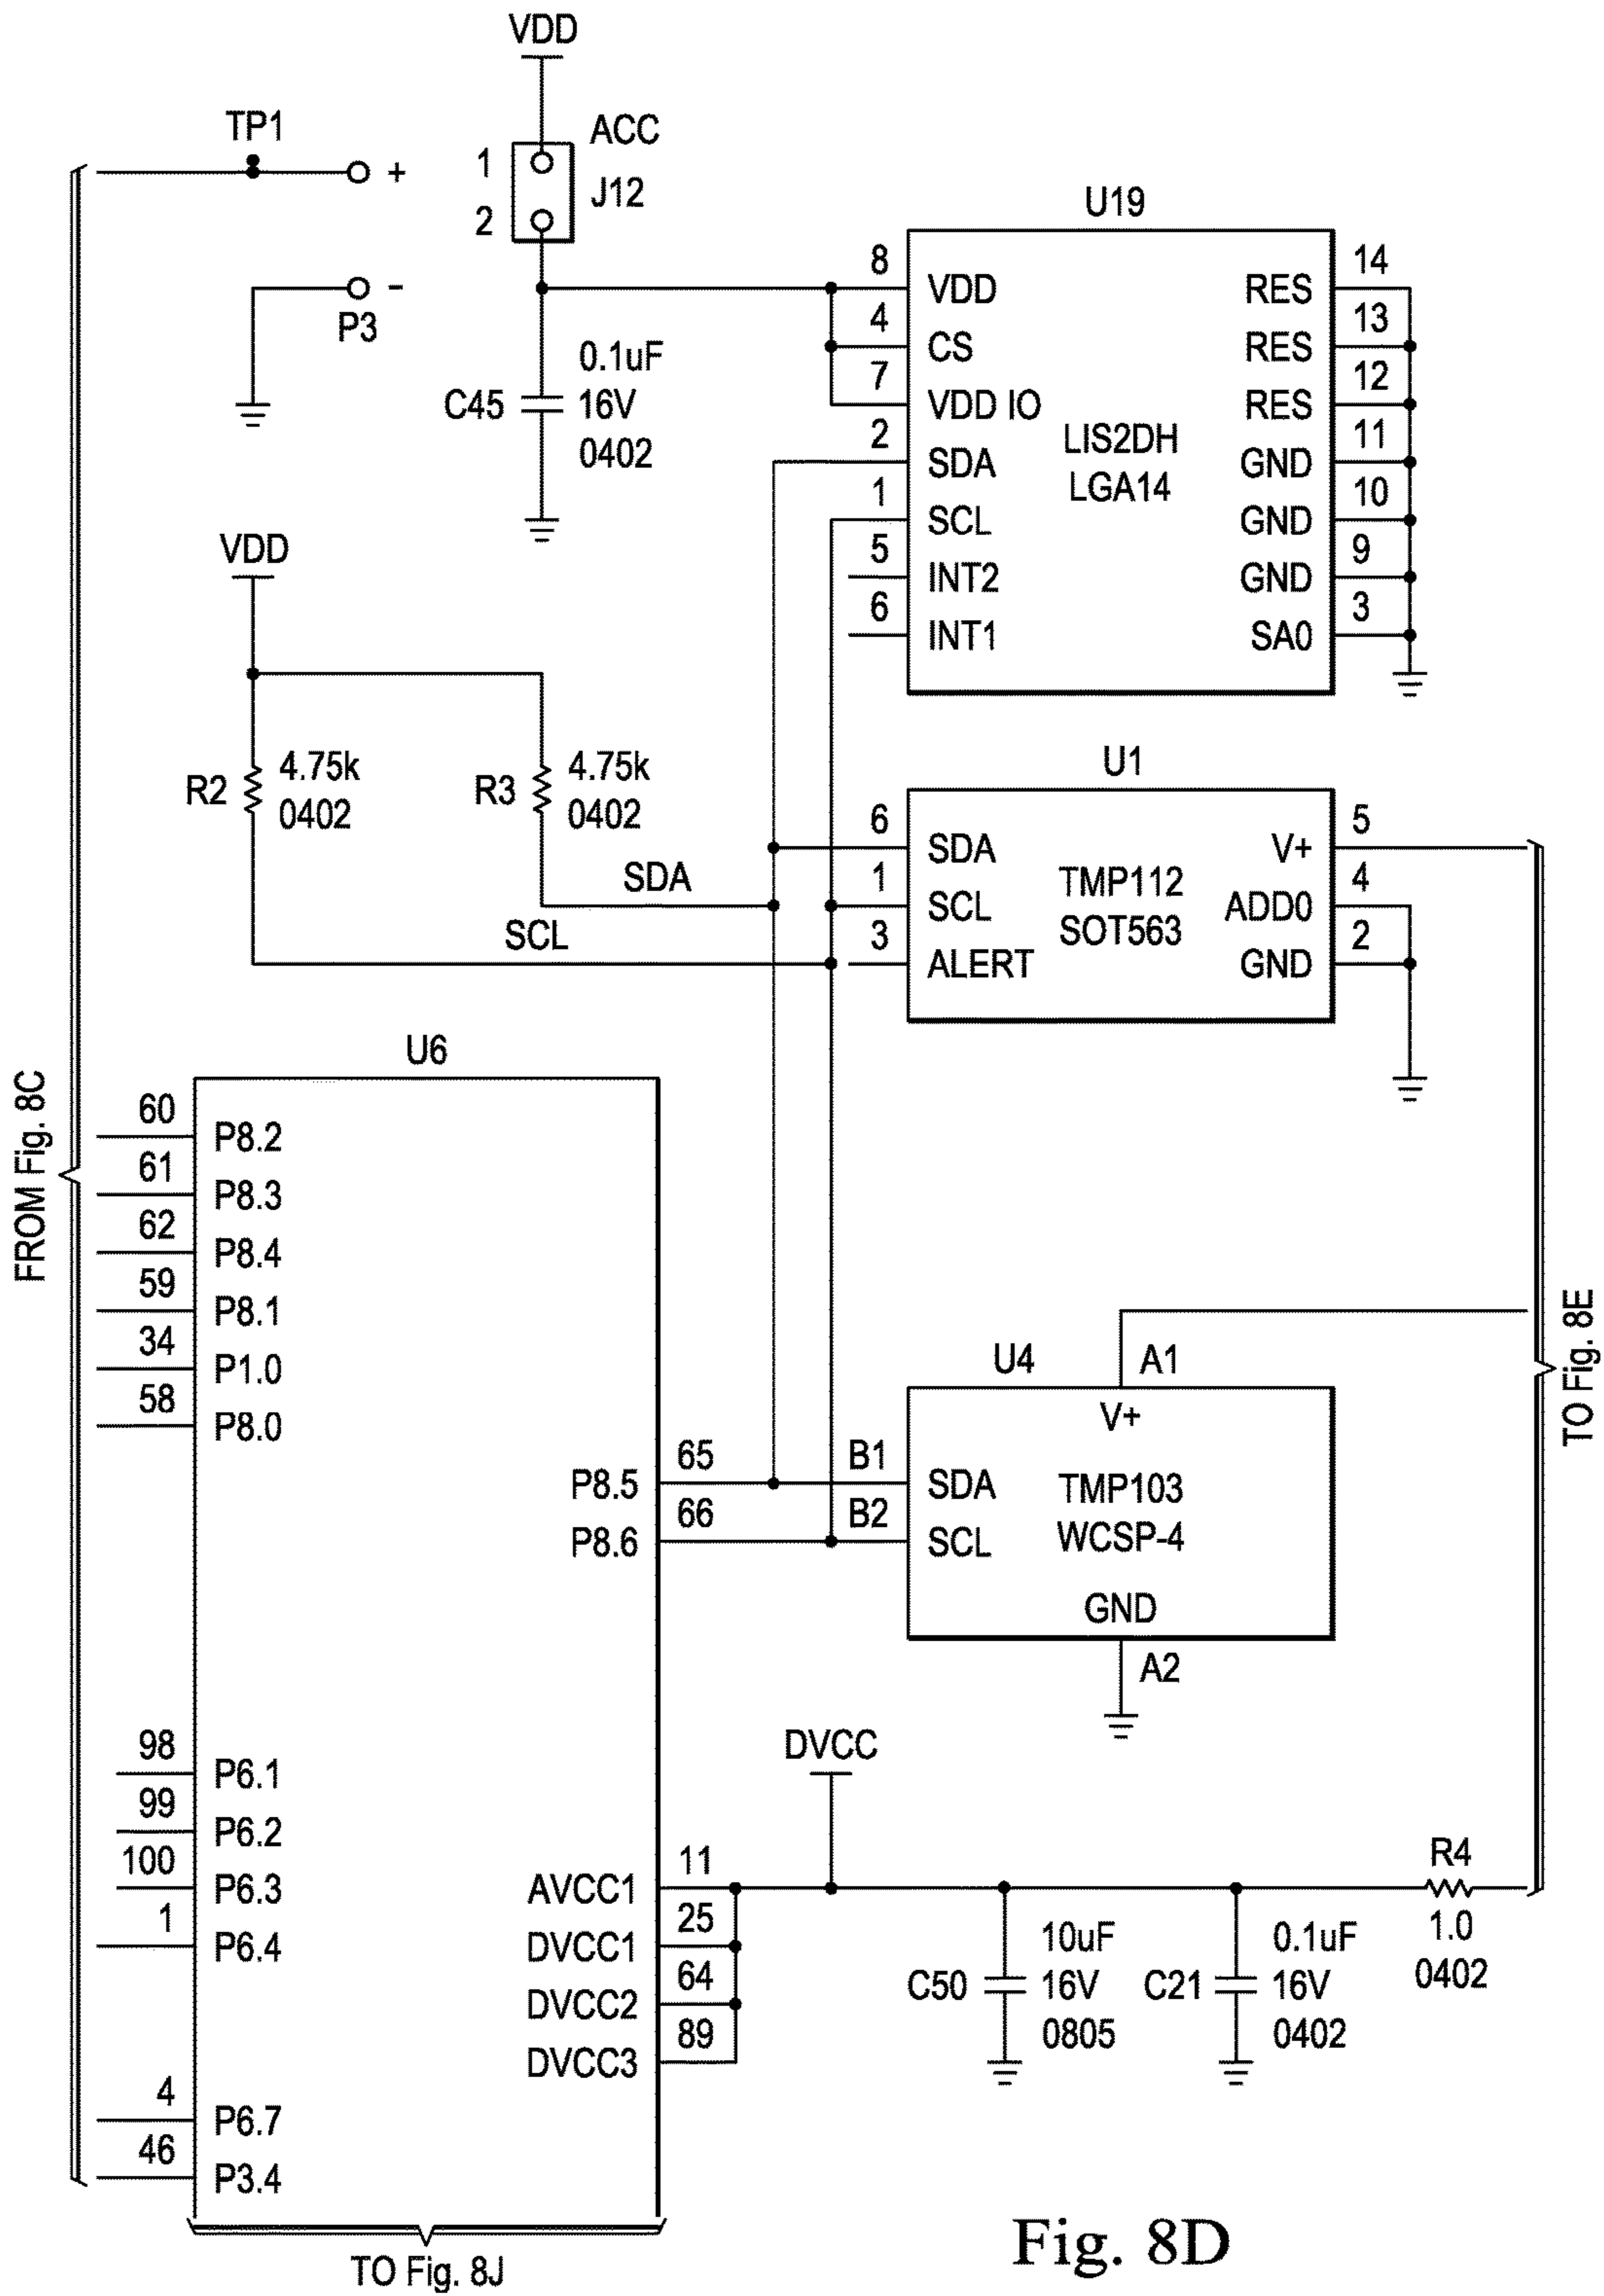 VDD
TP1
+
1
2
ACC
J12
-
P3
C45
0.1uF
16V
0402
U19
8
VDD
4
CS
7
VDD IO
2
SDA
1
SCL
5
INT2
6
INT1
LIS2DH
LGA14
RES
14
RES
13
RES
12
GND
11
GND
10
GND
9
SA0
3
VDD
R2
4.75k
0402
R3
4.75k
0402
SDA
SCL
U1
6
SDA
1
SCL
3
ALERT
TMP112
SOT563
V+
5
ADD0
4
GND
2
FROM Fig. 8C
U6
60
P8.2
61
P8.3
62
P8.4
59
P8.1
34
P1.0
58
P8.0
P8.5
65
P8.6
66
98
P6.1
99
P6.2
100
P6.3
1
P6.4
4
P6.7
46
P3.4
AVCC1
11
DVCC1
25
DVCC2
64
DVCC3
89
U4
A1
V+
B1
SDA
B2
SCL
TMP103
WCSP-4
GND
A2
TO Fig. 8E
DVCC
C50
10uF
16V
0805
C21
0.1uF
16V
0402
R4
1.0
0402
TO Fig. 8J
Fig. 8D